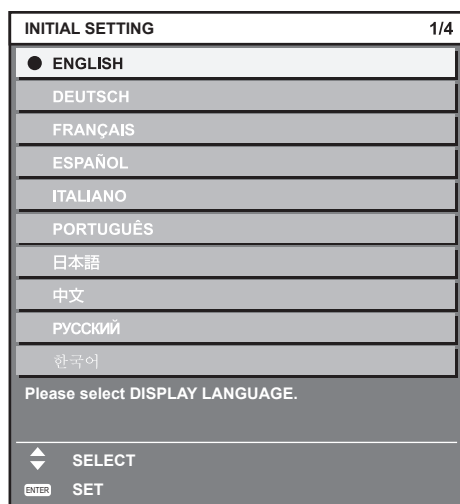 INITIAL SETTING 1/4
ENGLISH
DEUTSCH
FRANÇAIS
ESPAÑOL
ITALIANO
PORTUGUÊS
日本語
中文
РУССКИЙ
한국어
Please select DISPLAY LANGUAGE.
SELECT
ENTER SET